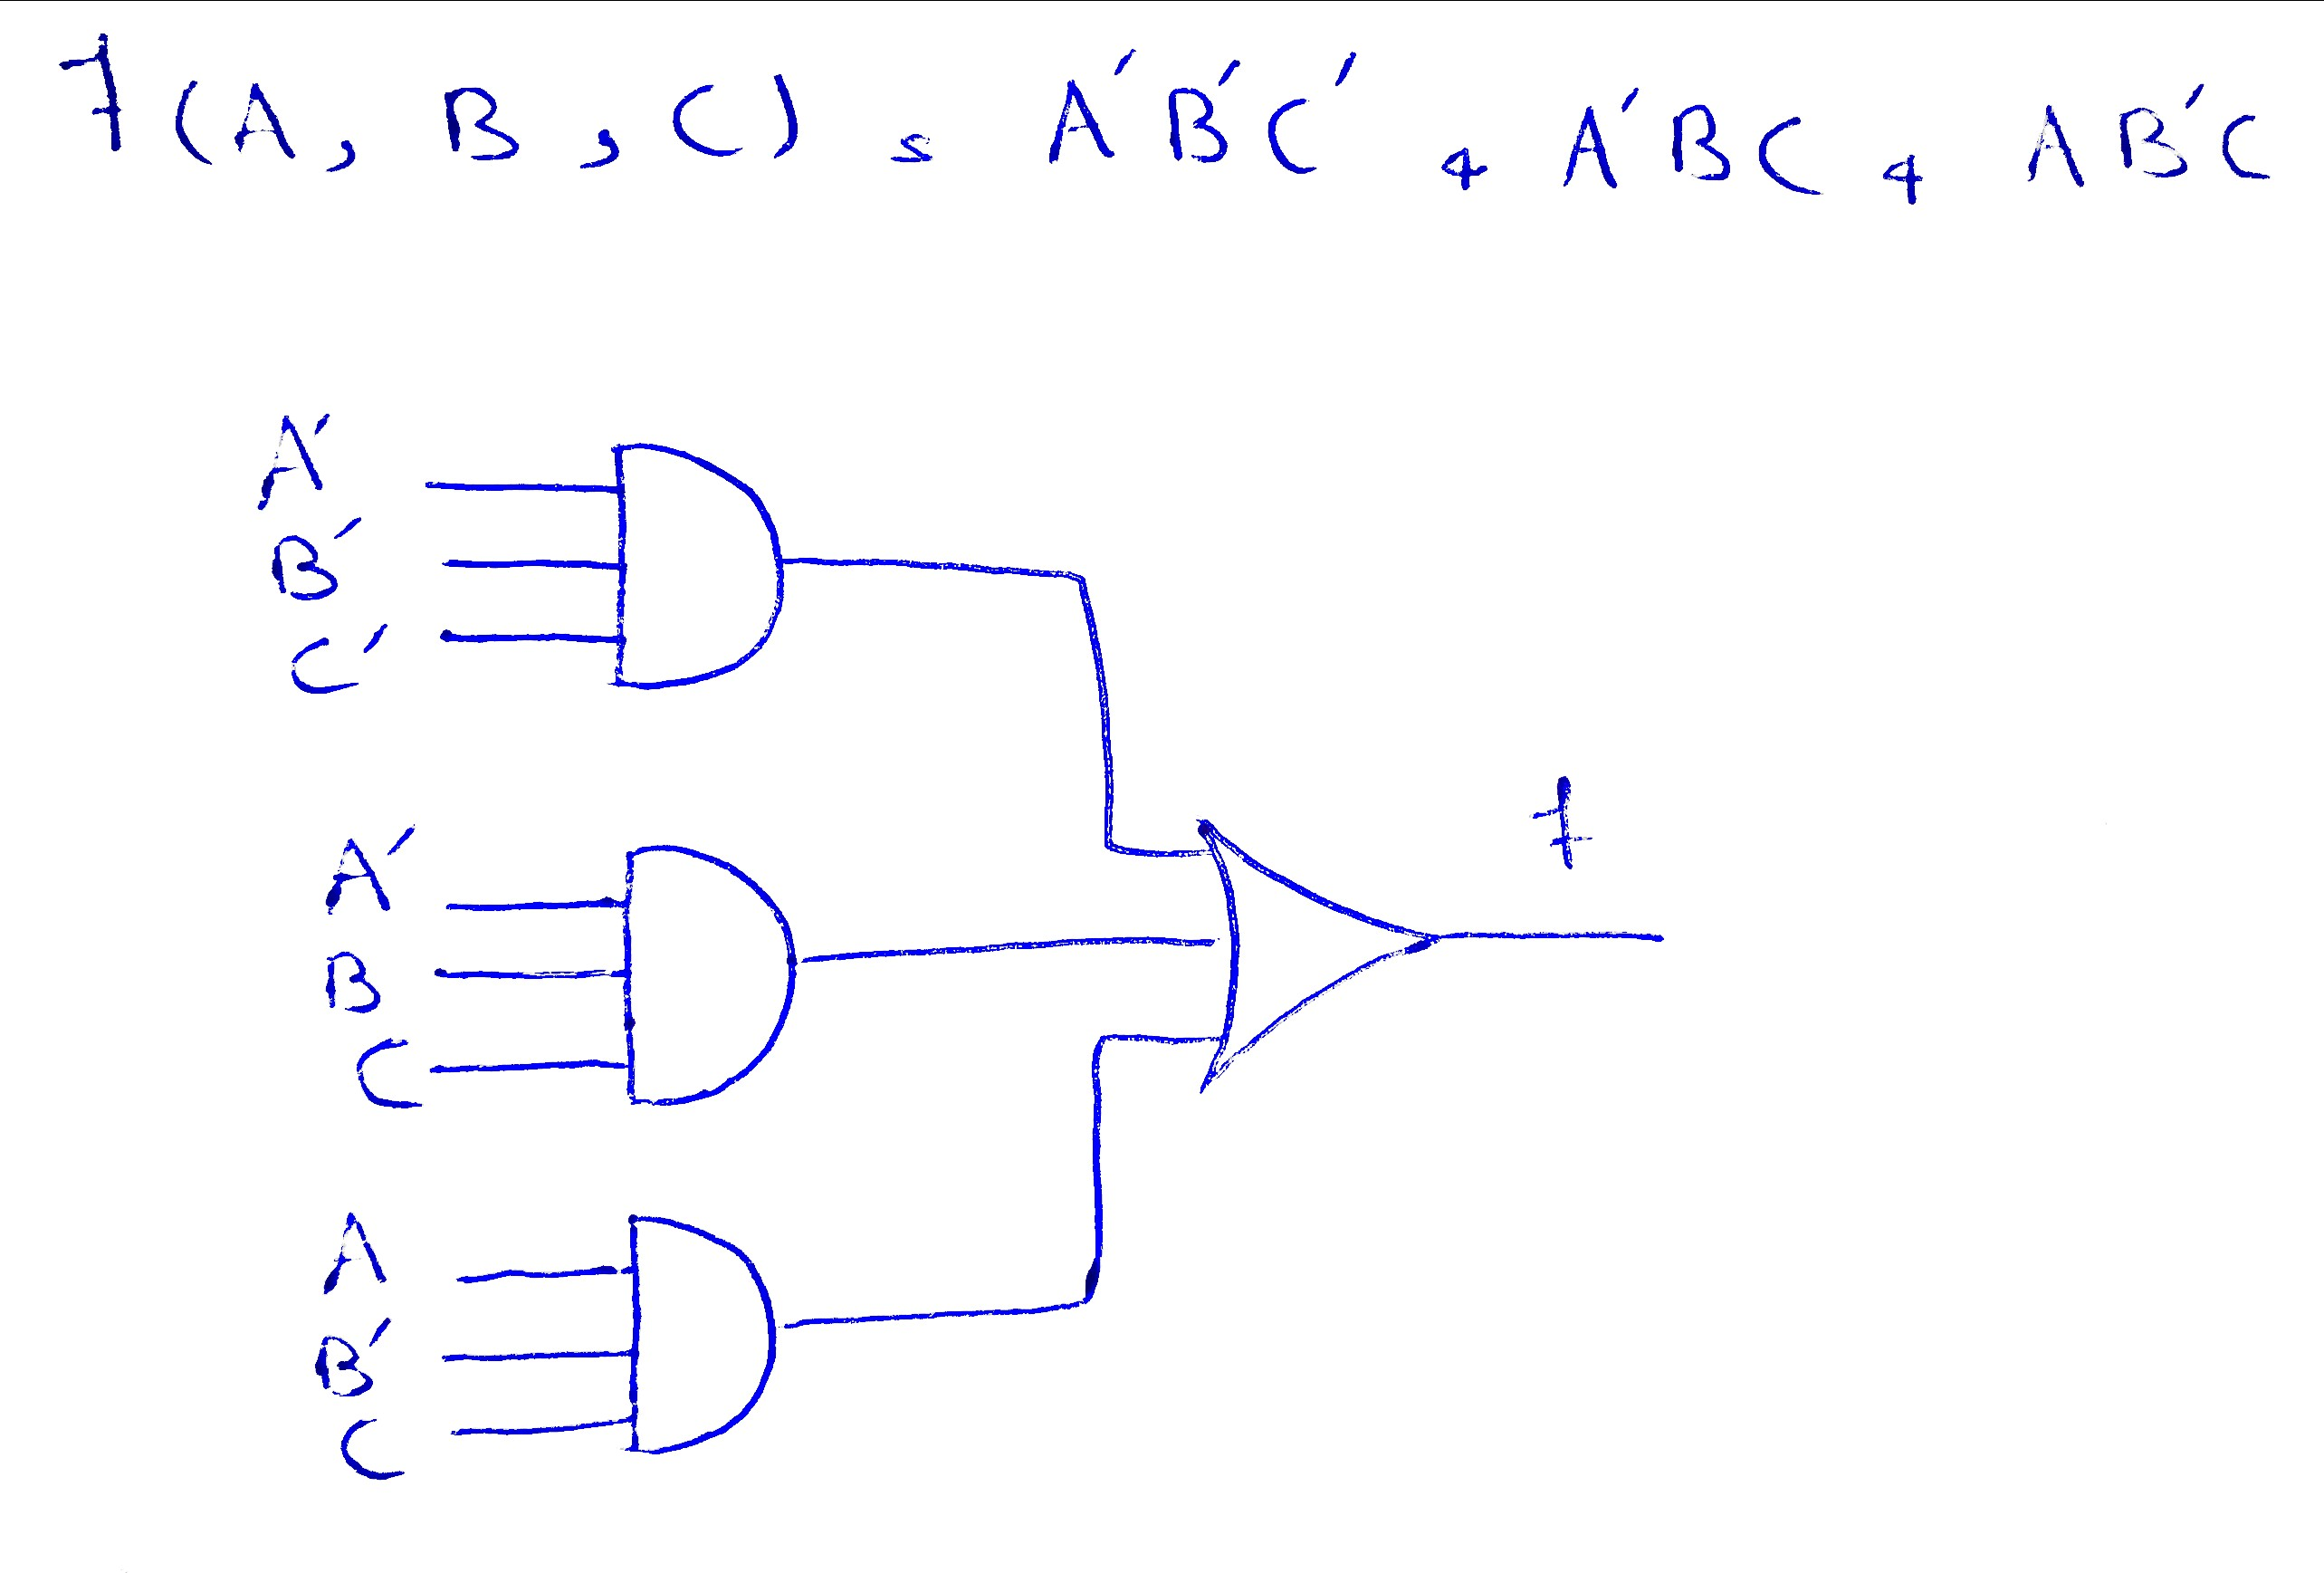 f(A, B, C) = A'B'C' + A'BC + AB'C
A'
B'
C'
f
A'
B
C
A
B'
C